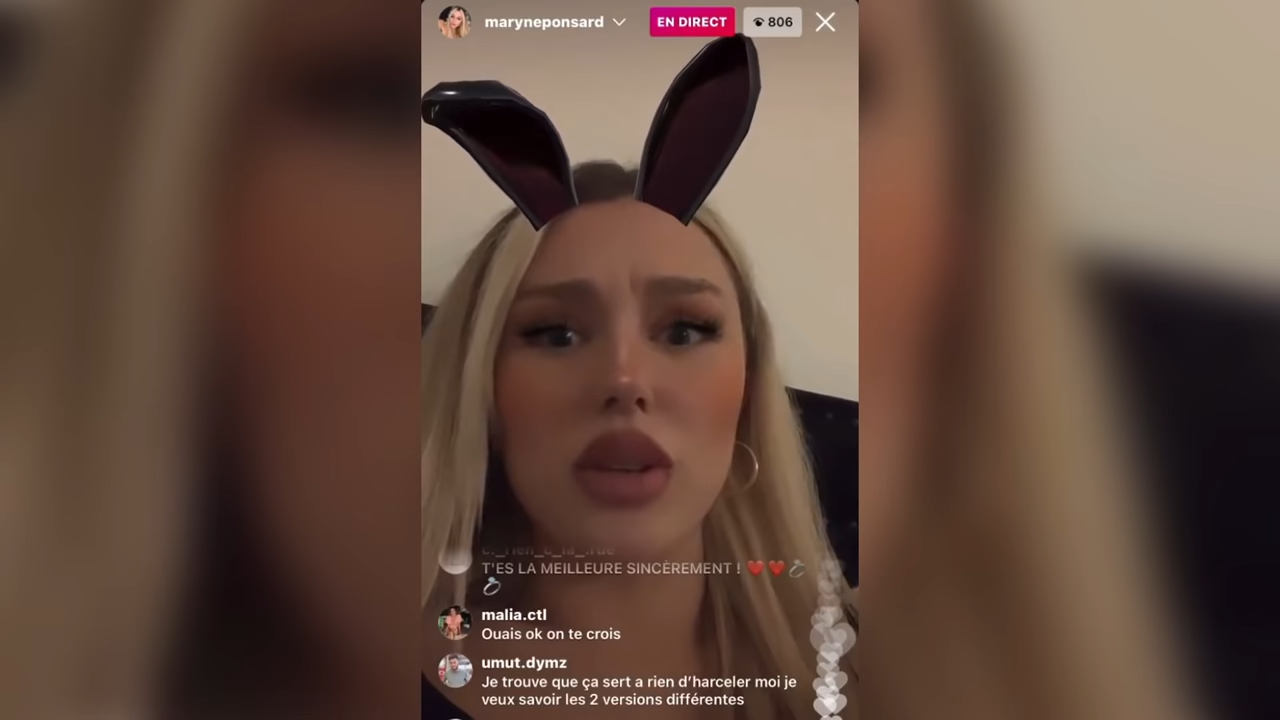 maryneponsard
EN DIRECT
806
T'ES LA MEILLEURE SINCÈREMENT ! ❤️❤️💍
💍
malia.ctl
Ouais ok on te crois
umut.dymz
Je trouve que ça sert a rien d’harceler moi je
veux savoir les 2 versions différentes